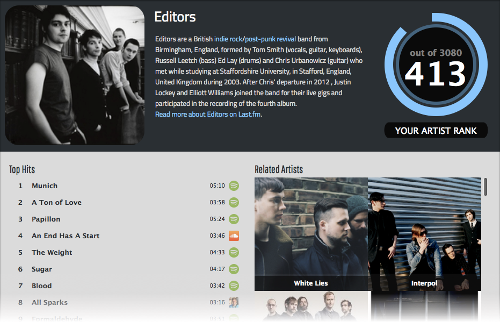 Editors
Editors are a British indie rock/post-punk revival band from
Birmingham, England, formed by Tom Smith (vocals, guitar, keyboards),
Russell Leetch (bass) Ed Lay (drums) and Chris Urbanowicz (guitar) who
met while studying at Staffordshire University, in Stafford, England,
United Kingdom during 2003. After Chris' departure in 2012 , Justin
Lockey and Elliott Williams joined the band for their live gigs and
participated in the recording of the fourth album.
Read more about Editors on Last.fm.
out of 3080
413
YOUR ARTIST RANK
Top Hits
1 Munich 05:10
2 A Ton of Love 03:58
3 Papillon 05:24
4 An End Has A Start 03:46
5 The Weight 04:33
6 Sugar 04:17
7 Blood 03:42
8 All Sparks 03:16
Related Artists
White Lies
Interpol